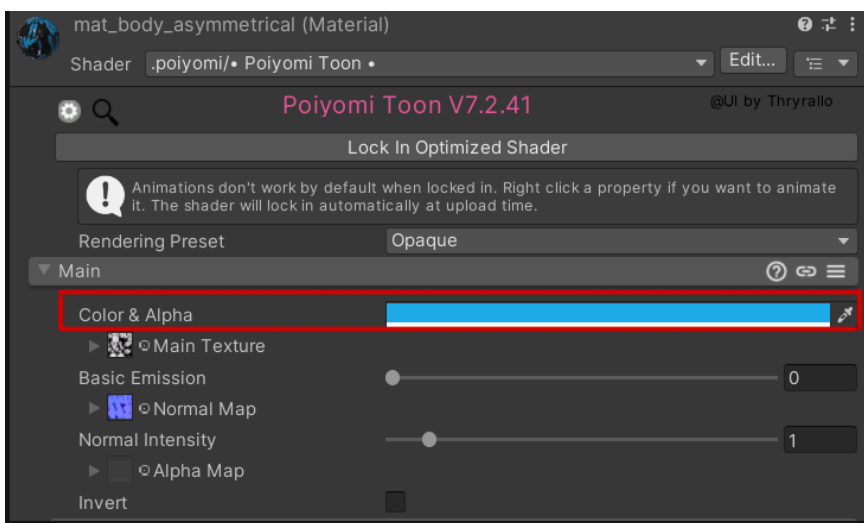 mat_body_asymmetrical (Material)
Shader .poiyomi/• Poiyomi Toon • Edit...
Poiyomi Toon V7.2.41 @UI by Thryrallo
Lock In Optimized Shader
Animations don't work by default when locked in. Right click a property if you want to animate
it. The shader will lock in automatically at upload time.
Rendering Preset Opaque
Main
Color & Alpha
Main Texture
Basic Emission 0
Normal Map
Normal Intensity 1
Alpha Map
Invert